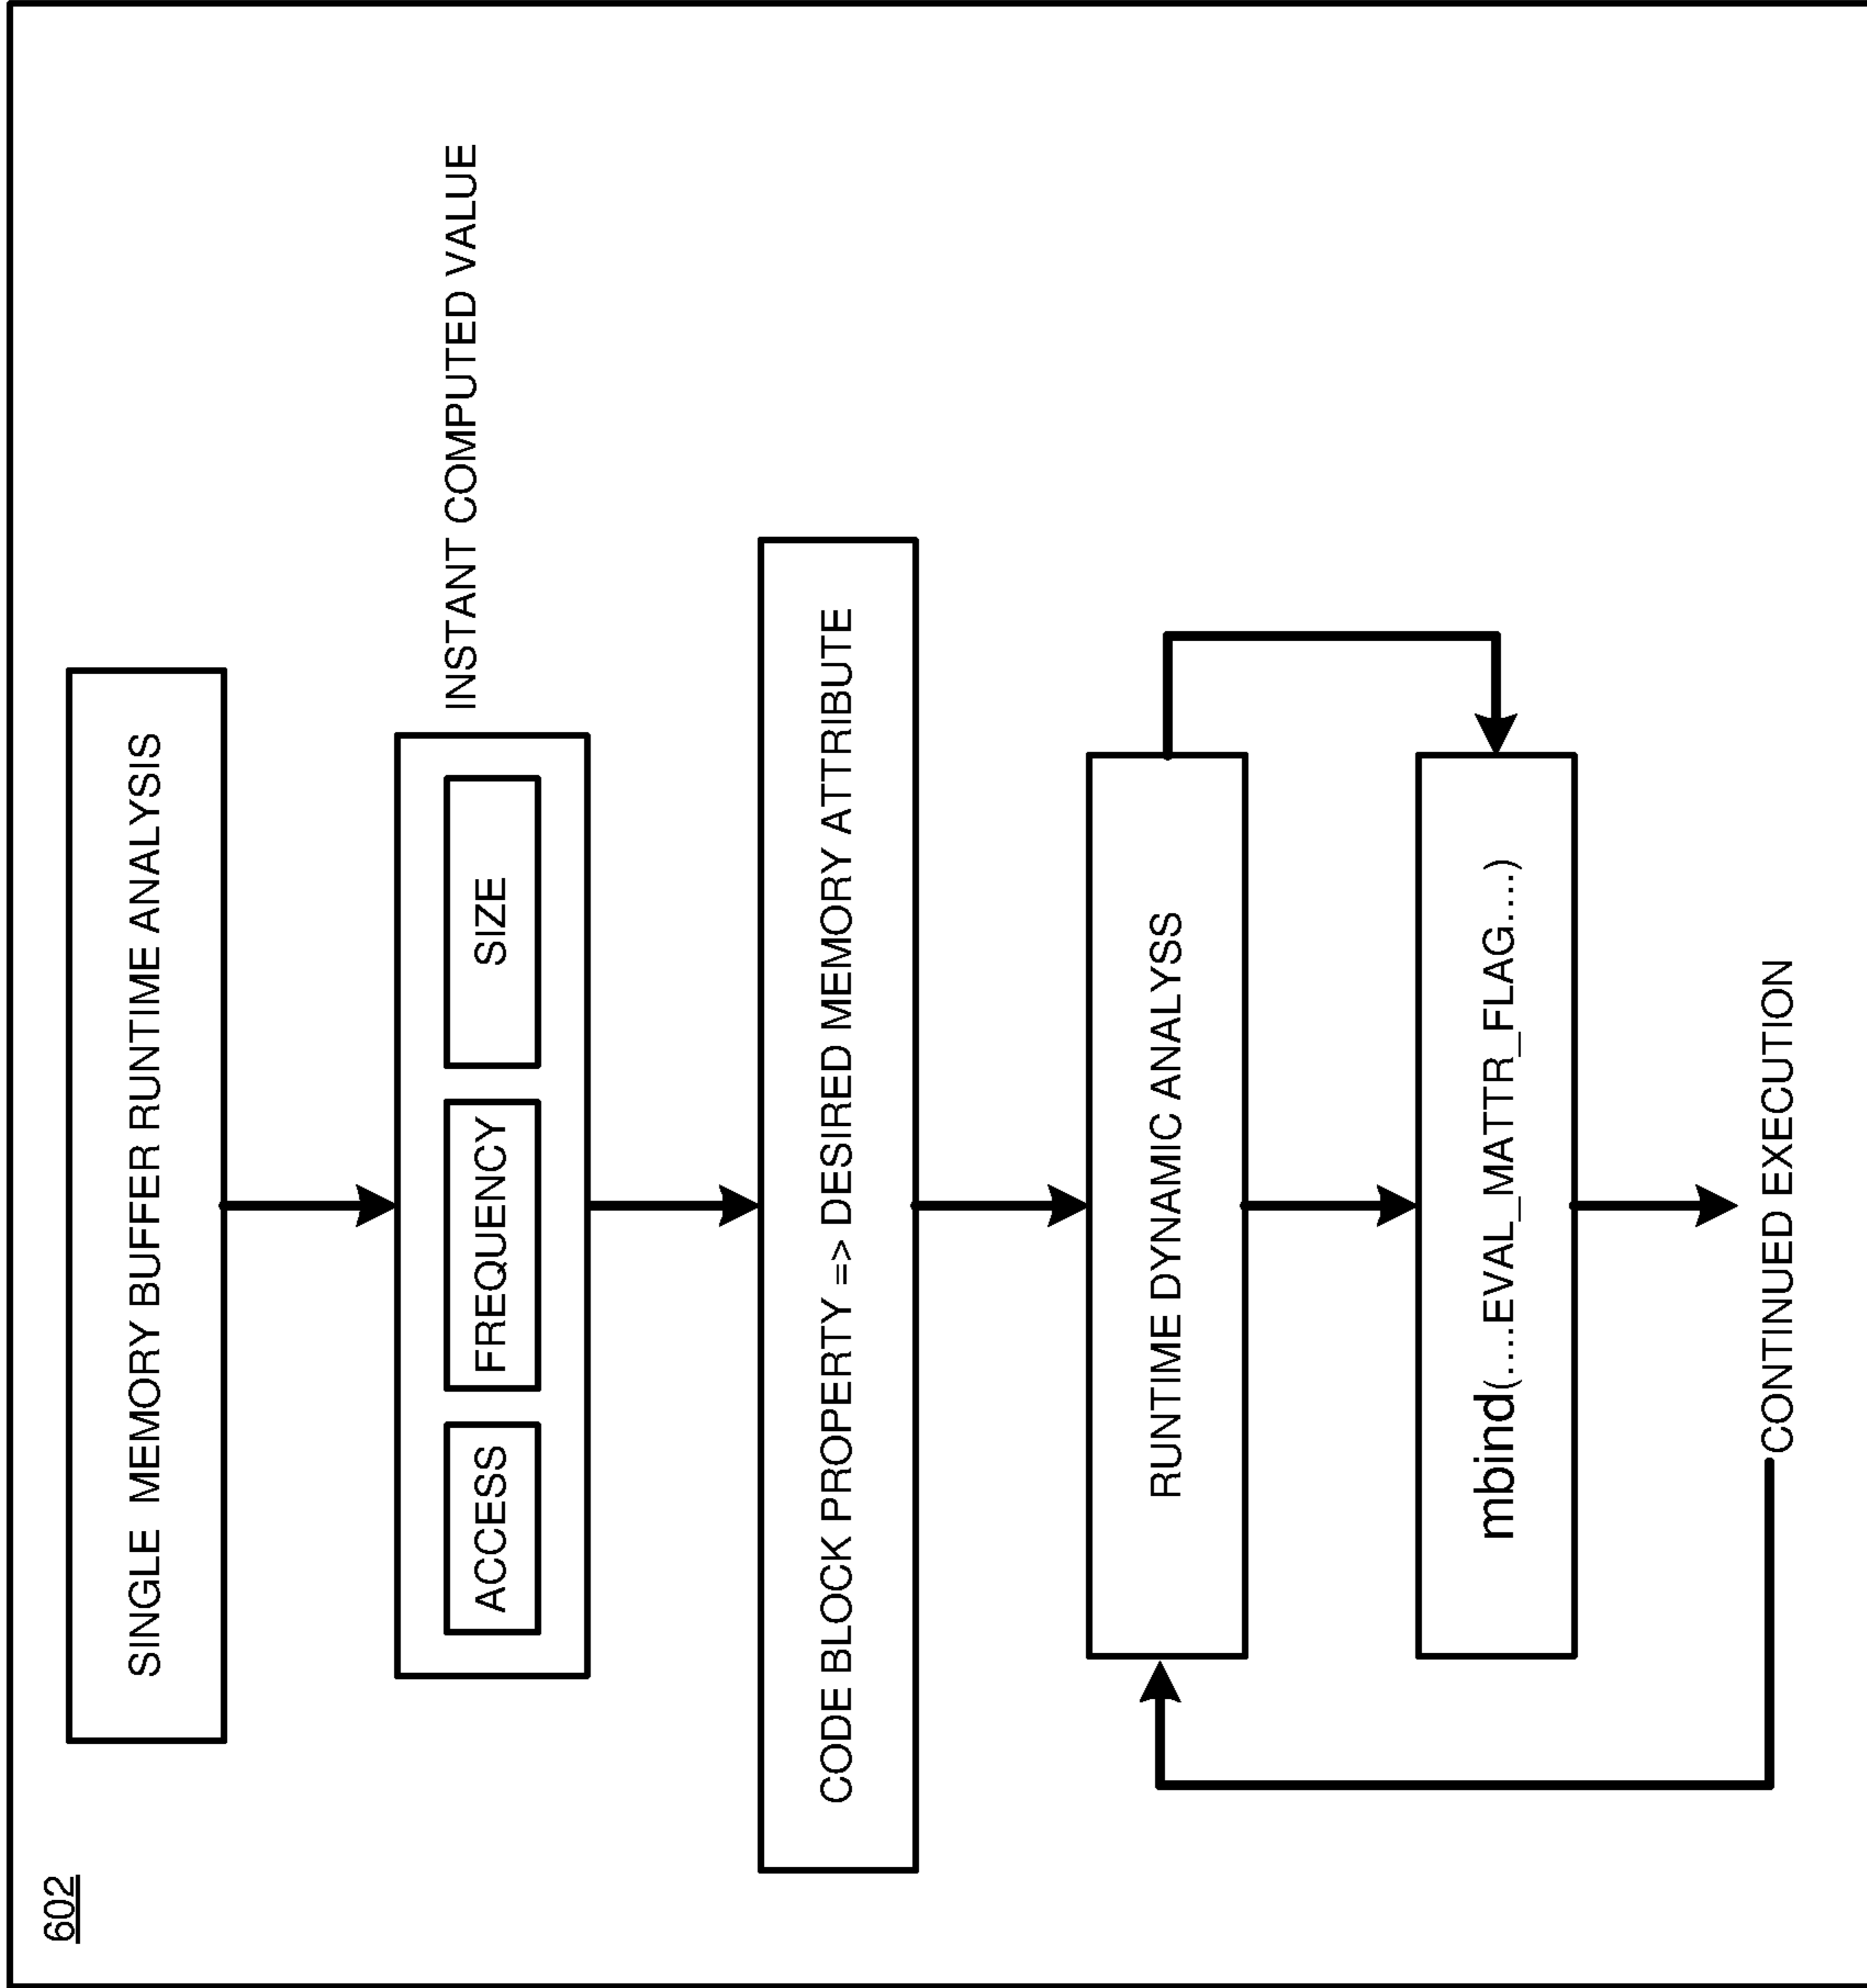 602
SINGLE MEMORY BUFFER RUNTIME ANALYSIS
ACCESS
FREQUENCY
SIZE
INSTANT COMPUTED VALUE
CODE BLOCK PROPERTY => DESIRED MEMORY ATTRIBUTE
RUNTIME DYNAMIC ANALYSS
mbind(....EVAL_MATTR_FLAG....)
CONTINUED EXECUTION